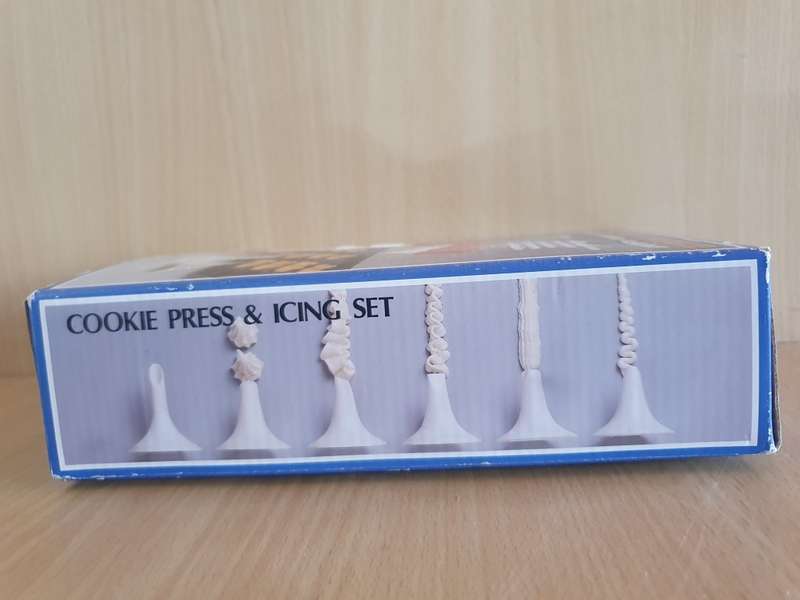 COOKIE PRESS & ICING SET